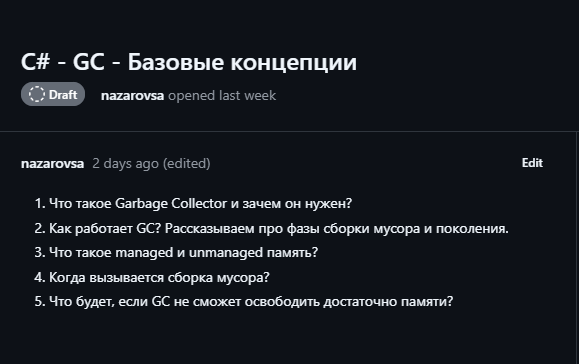 C# - GC - Базовые концепции
Draft nazarovsa opened last week
nazarovsa 2 days ago (edited) Edit
1. Что такое Garbage Collector и зачем он нужен?
2. Как работает GC? Рассказываем про фазы сборки мусора и поколения.
3. Что такое managed и unmanaged память?
4. Когда вызывается сборка мусора?
5. Что будет, если GC не сможет освободить достаточно памяти?